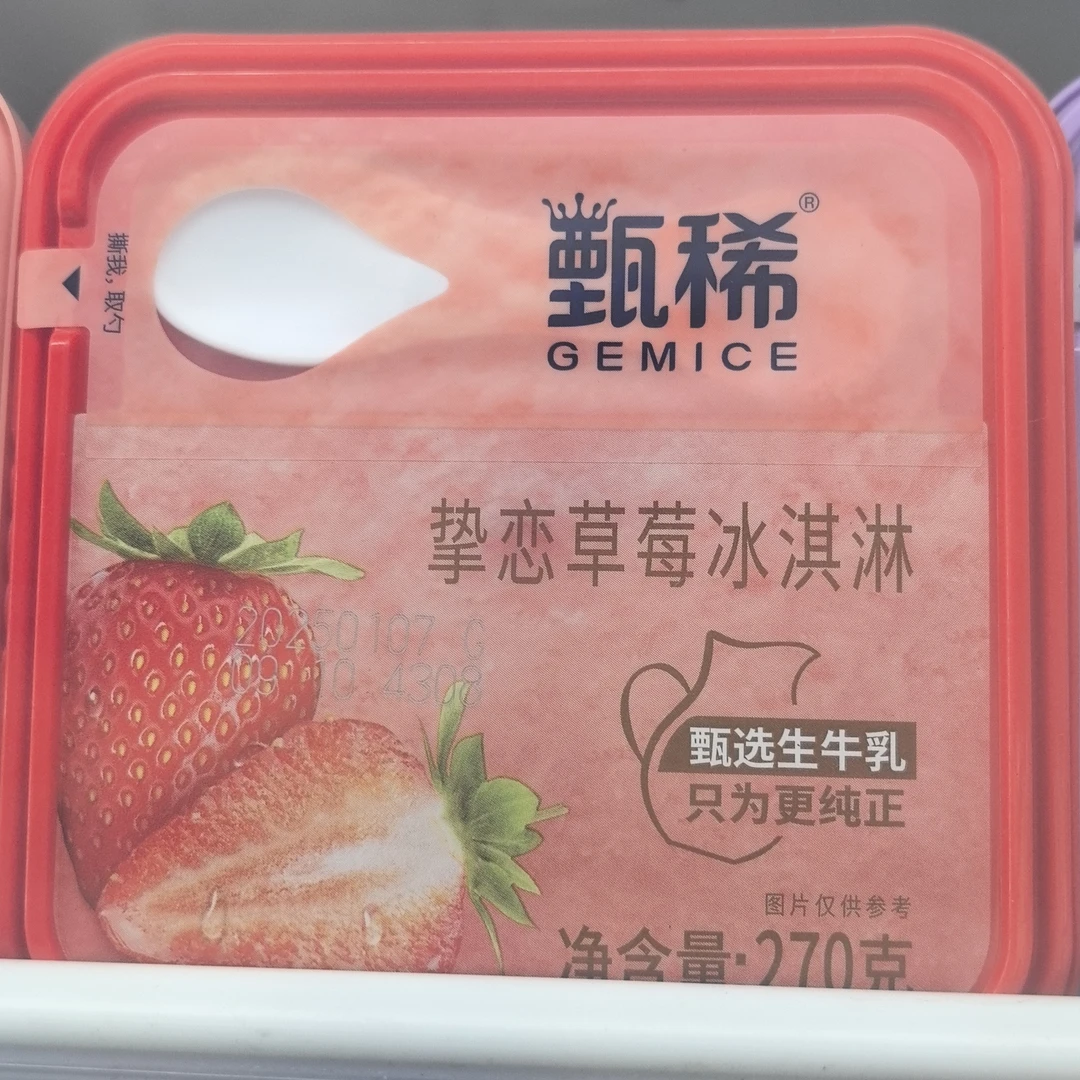 撕我，取勺
甄稀®
GEMICE
挚恋草莓冰淇淋
20250107 G
甄选生牛乳
只为更纯正
图片仅供参考
净含量:270克